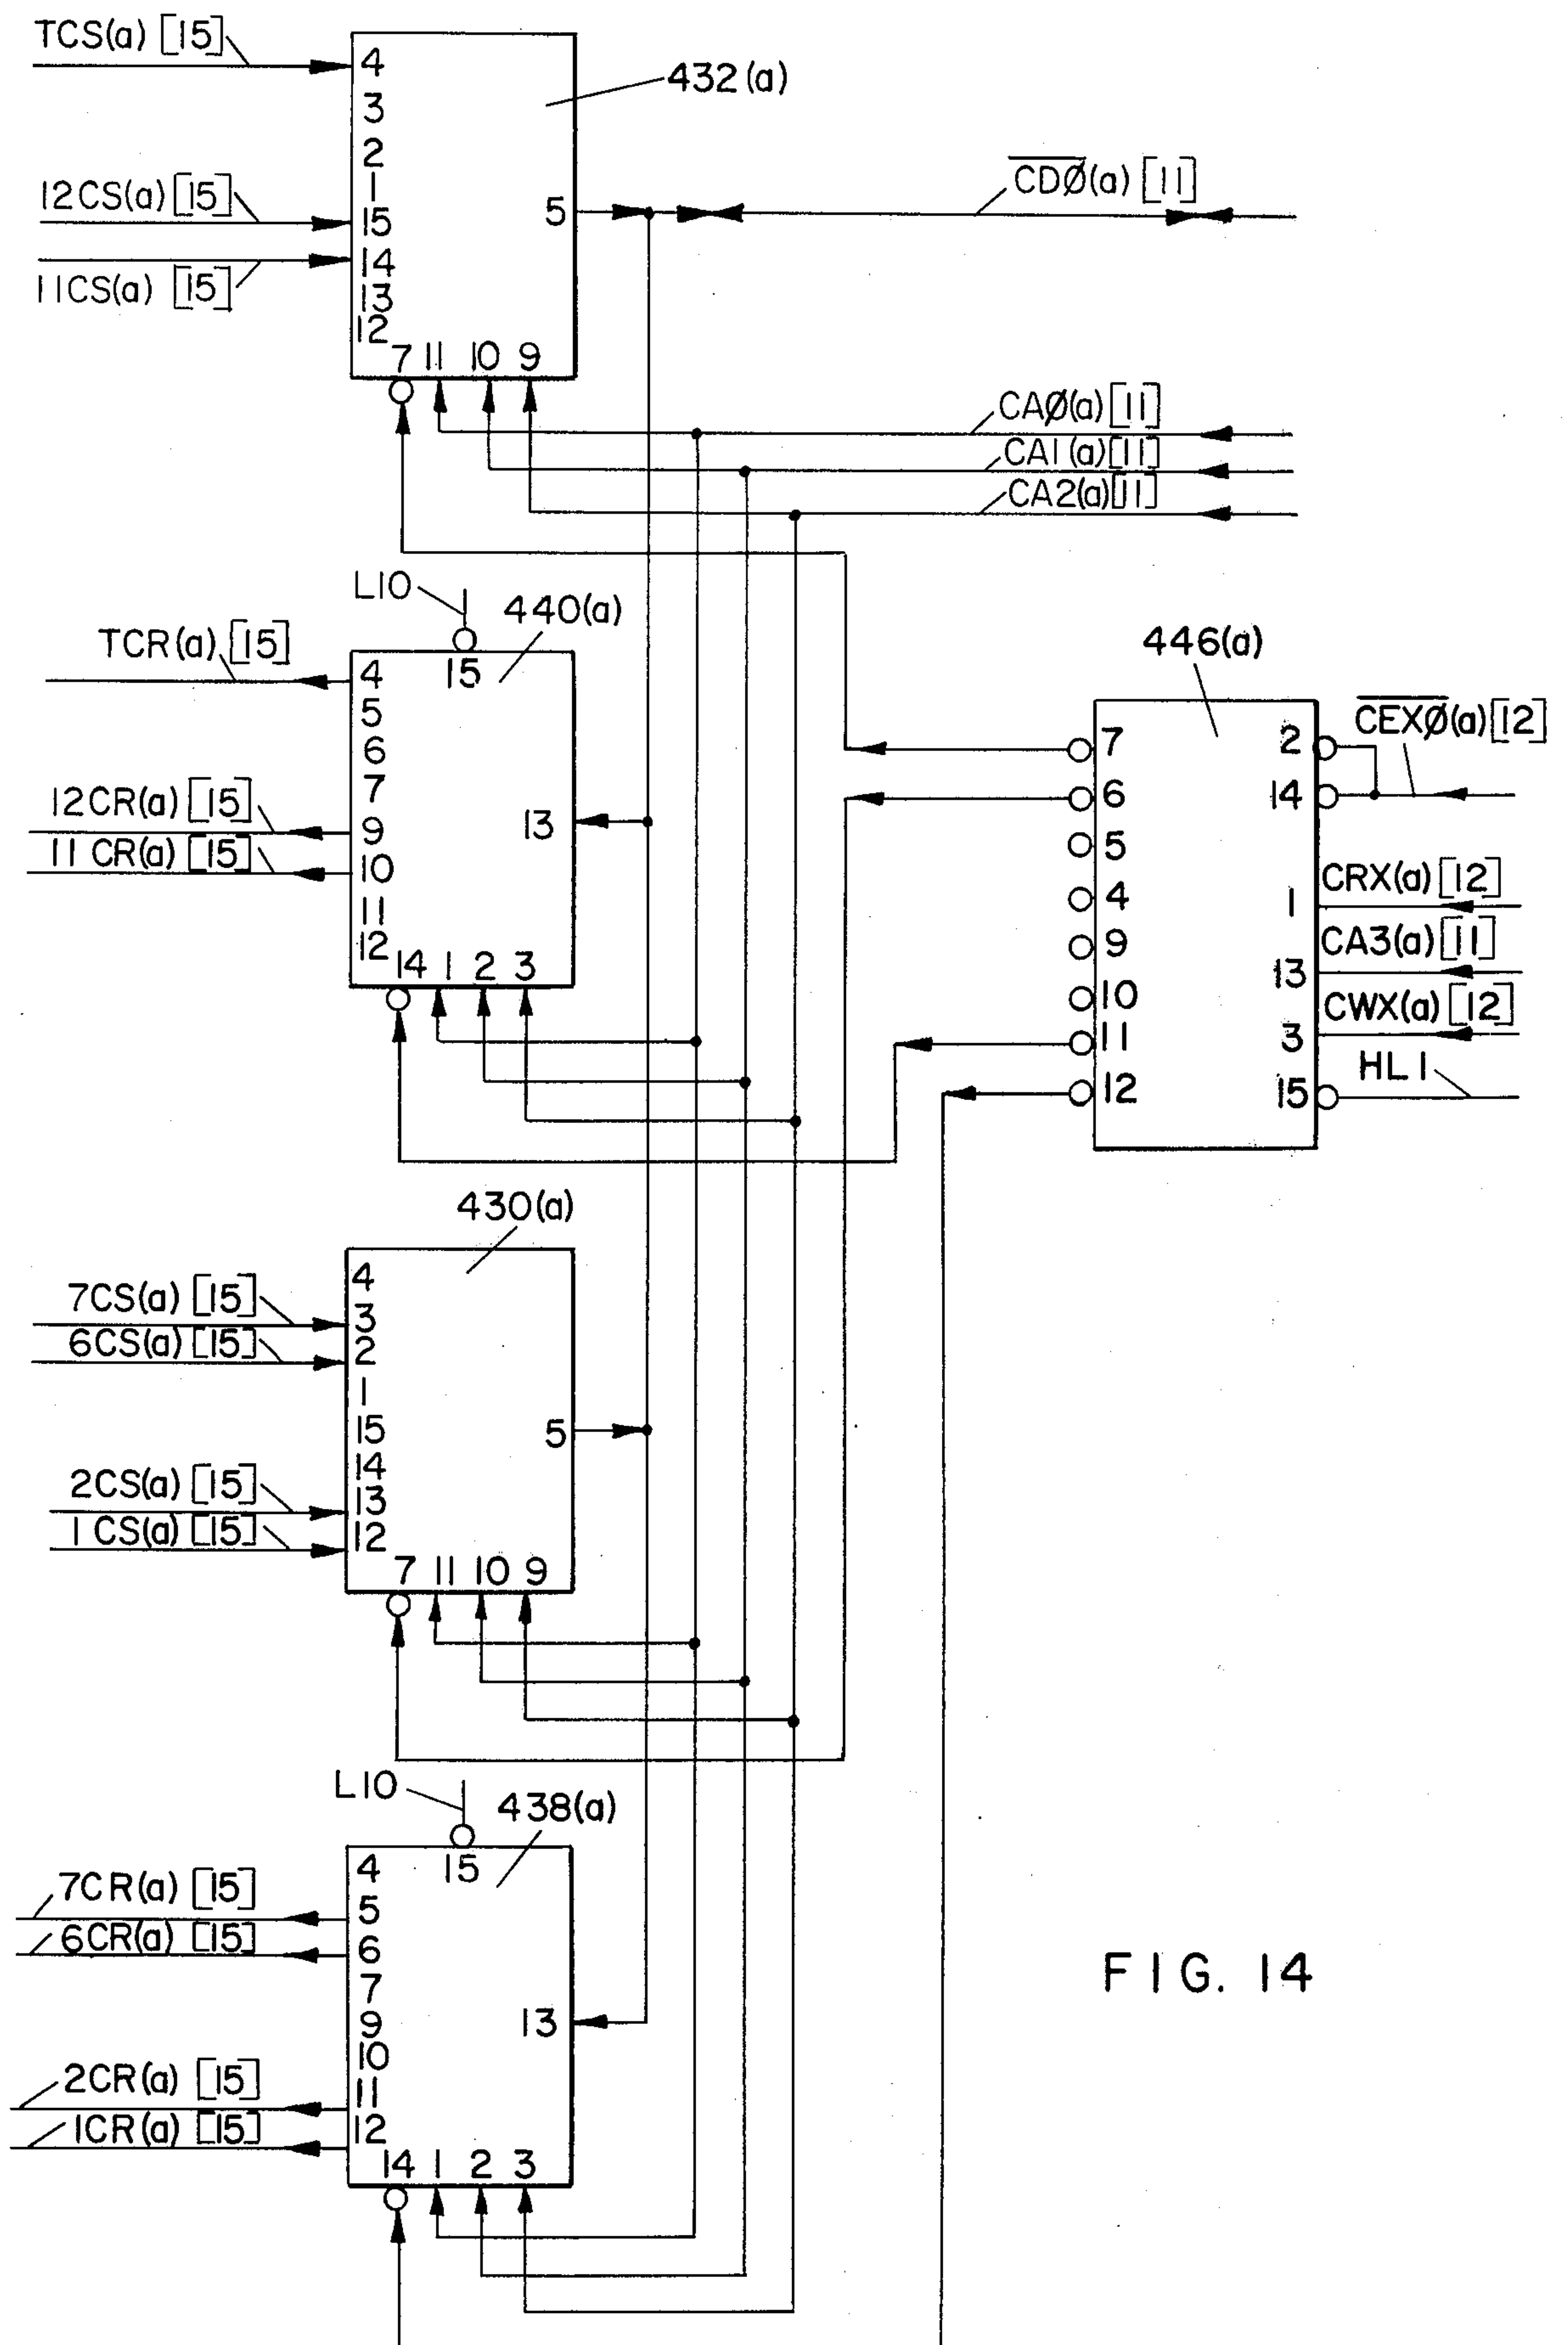 TCS(a) [15]
4
432(a)
3
2
12CS(a) [15]
1
C̅D̅Ø̅(a) [11]
15
5
14
11CS(a) [15]
13
12
7 11 10 9
CAØ(a) [11]
CA1(a) [11]
CA2(a) [11]
L10
440(a)
TCR(a) [15]
15
4
446(a)
5
6
C̅E̅X̅Ø̅(a) [12]
7
2
7
12CR(a) [15]
6
14
9
13
11 CR(a) [15]
5
10
4
1
CRX(a) [12]
11
9
CA3(a) [11]
12
13
14 1 2 3
10
CWX(a) [12]
11
3
HL1
12
15
430(a)
4
7CS(a) [15]
3
6CS(a) [15]
2
1
15
5
14
2CS(a) [15]
13
1 CS(a) [15]
12
7 11 10 9
L10
438(a)
15
4
7CR(a) [15]
5
6CR(a) [15]
6
7
FIG. 14
9
13
10
2CR(a) [15]
11
1CR(a) [15]
12
14 1 2 3